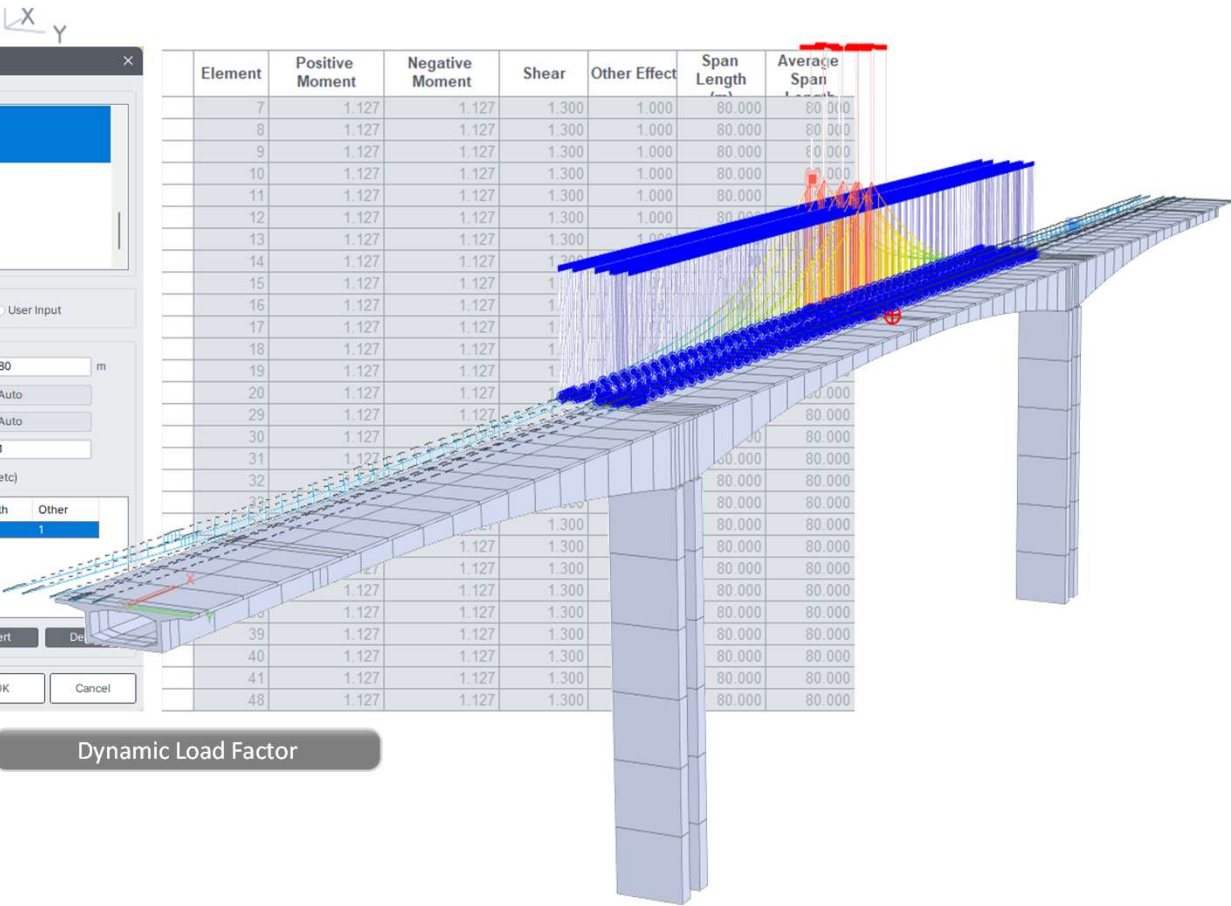 X
Y
Element Positive Moment Negative Moment Shear Other Effect Span Length (m) Average Span Length
7 1.127 1.127 1.300 1.000 80.000 80.000
8 1.127 1.127 1.300 1.000 80.000 80.000
9 1.127 1.127 1.300 1.000 80.000 80.000
10 1.127 1.127 1.300 1.000 80.000
11 1.127 1.127 1.300 1.000 80.000
12 1.127 1.127 1.300 1.000
13 1.127 1.127 1.300
14 1.127 1.127
15 1.127 1.127
16 1.127 1.127
17 1.127 1.127
18 1.127 1.127
19 1.127 1.127
20 1.127 1.127
29 1.127 1.127 80.000
30 1.127 80.000
31 1.127 80.000
32 80.000 80.000
80.000 80.000
1.300 80.000 80.000
1.127 1.300 80.000 80.000
1.127 1.300 80.000 80.000
1.127 1.127 1.300 80.000 80.000
1.127 1.127 1.300 80.000 80.000
39 1.127 1.127 1.300 80.000 80.000
40 1.127 1.127 1.300 80.000 80.000
41 1.127 1.127 1.300 80.000 80.000
48 1.127 1.127 1.300 80.000 80.000
User Input
80 m
Auto
Auto
etc)
Other
1
X
Y
OK Cancel
Dynamic Load Factor